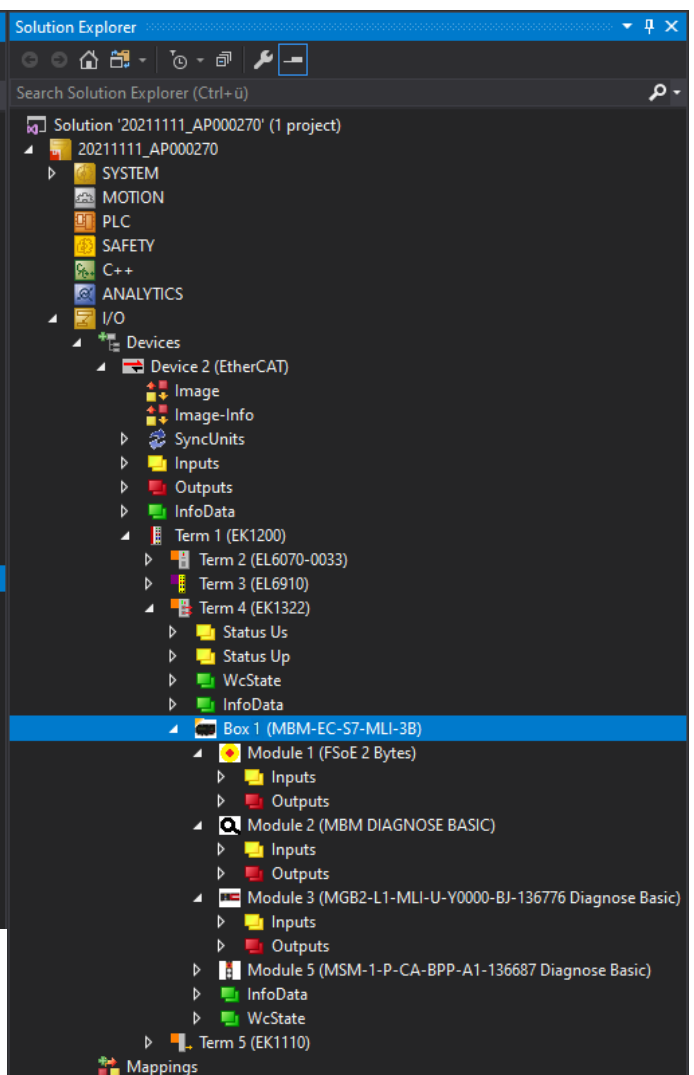 Solution Explorer
Search Solution Explorer (Ctrl+ü)
Solution '20211111_AP000270' (1 project)
20211111_AP000270
SYSTEM
MOTION
PLC
SAFETY
C++
ANALYTICS
I/O
Devices
Device 2 (EtherCAT)
Image
Image-Info
SyncUnits
Inputs
Outputs
InfoData
Term 1 (EK1200)
Term 2 (EL6070-0033)
Term 3 (EL6910)
Term 4 (EK1322)
Status Us
Status Up
WcState
InfoData
Box 1 (MBM-EC-S7-MLI-3B)
Module 1 (FSoE 2 Bytes)
Inputs
Outputs
Module 2 (MBM DIAGNOSE BASIC)
Inputs
Outputs
Module 3 (MGB2-L1-MLI-U-Y0000-BJ-136776 Diagnose Basic)
Inputs
Outputs
Module 5 (MSM-1-P-CA-BPP-A1-136687 Diagnose Basic)
InfoData
WcState
Term 5 (EK1110)
Mappings